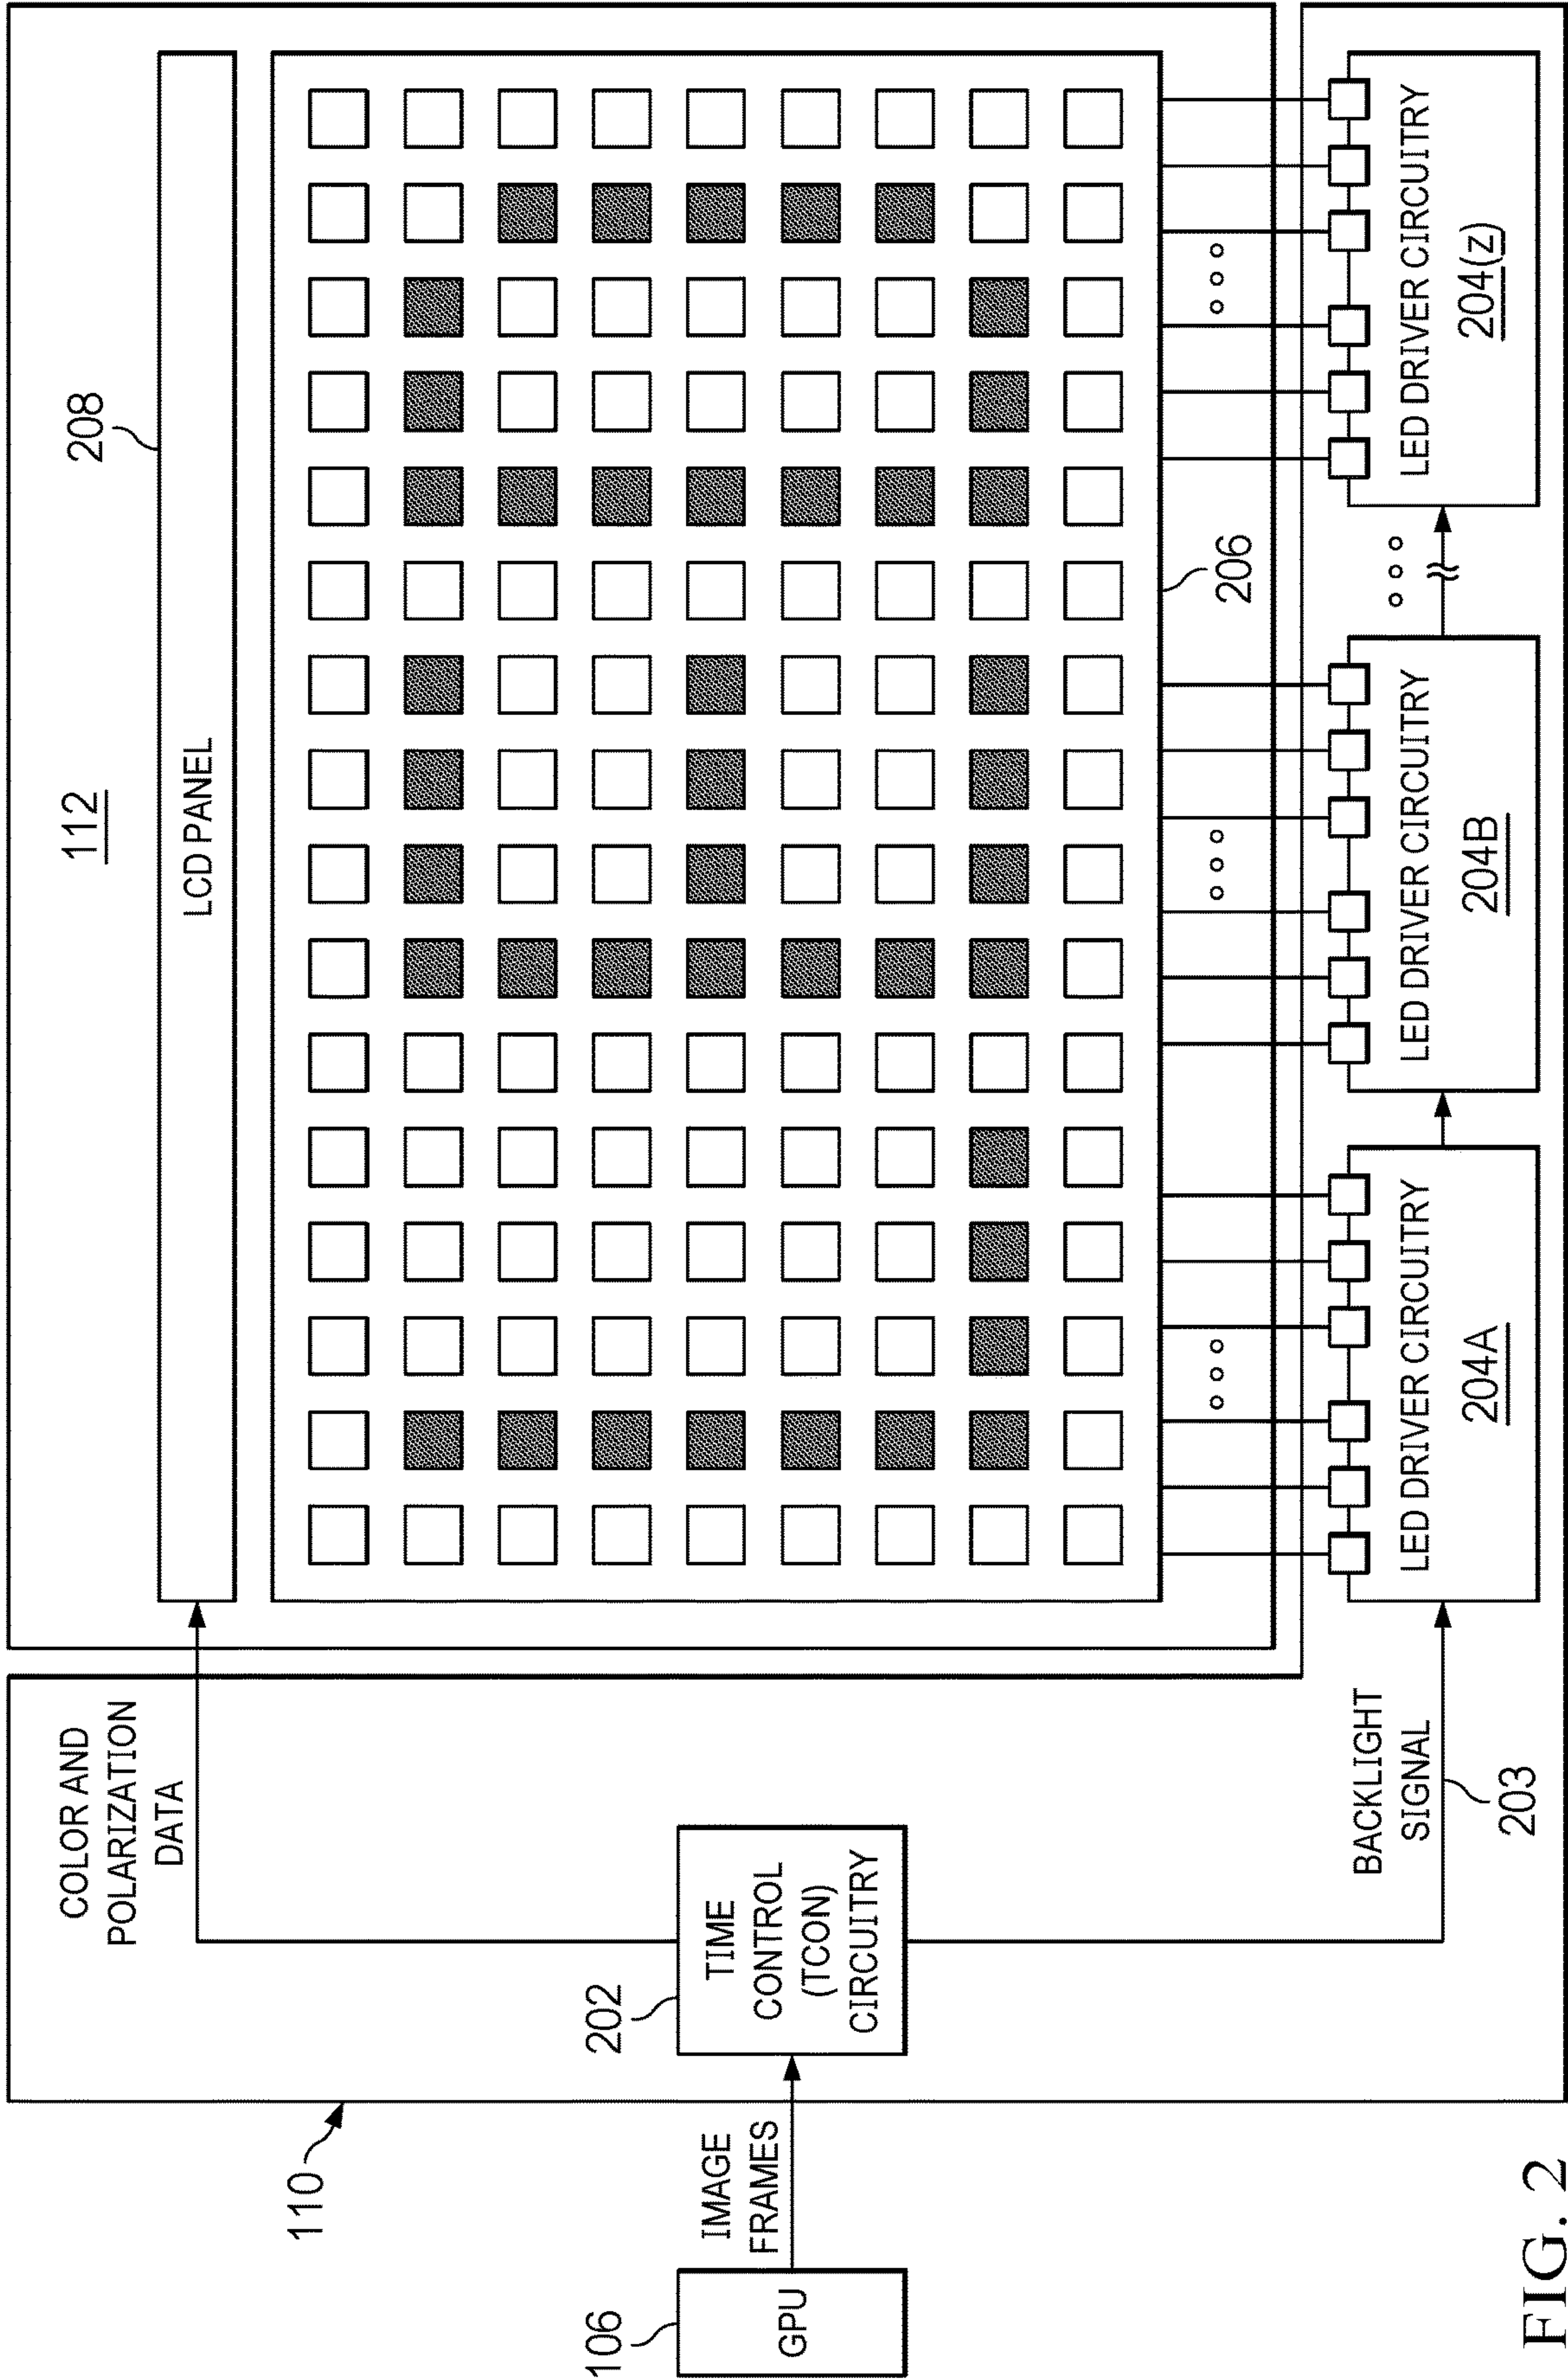 110
112
208
COLOR AND
POLARIZATION
DATA
LCD PANEL
106
GPU
IMAGE
FRAMES
202
TIME
CONTROL
(TCON)
CIRCUITRY
LED
206
BACKLIGHT
SIGNAL
203
LED DRIVER CIRCUITRY
204A
LED DRIVER CIRCUITRY
204B
LED DRIVER CIRCUITRY
204(z)
FIG. 2